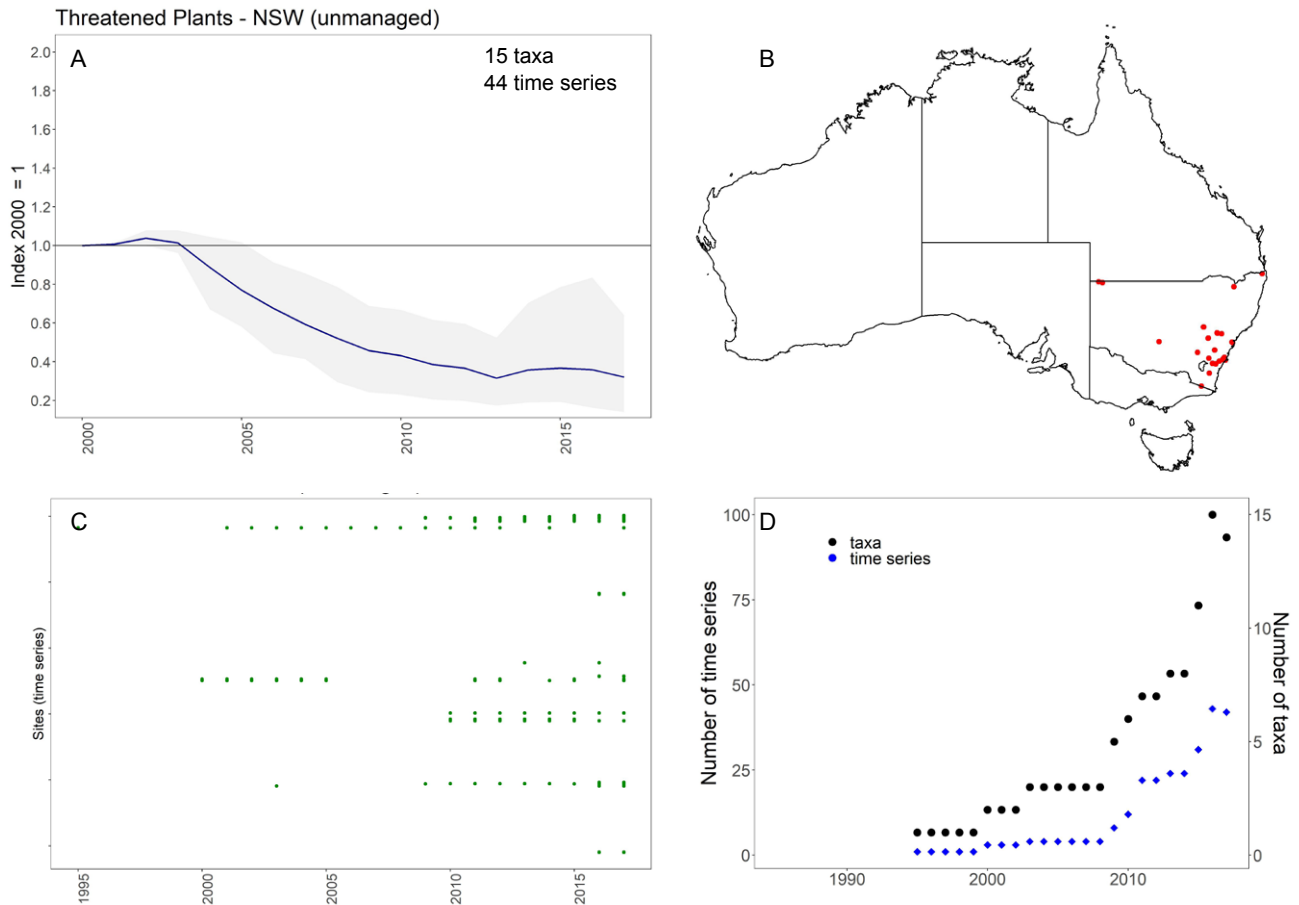 Threatened Plants - NSW (unmanaged)
A
15 taxa
44 time series
Index 2000 = 1
2.0
1.8
1.6
1.4
1.2
1.0
0.8
0.6
0.4
0.2
2000
2005
2010
2015
B
C
Sites (time series)
1995
2000
2005
2010
2015
D
taxa
time series
Number of time series
100
75
50
25
0
Number of taxa
15
10
5
0
1990
2000
2010